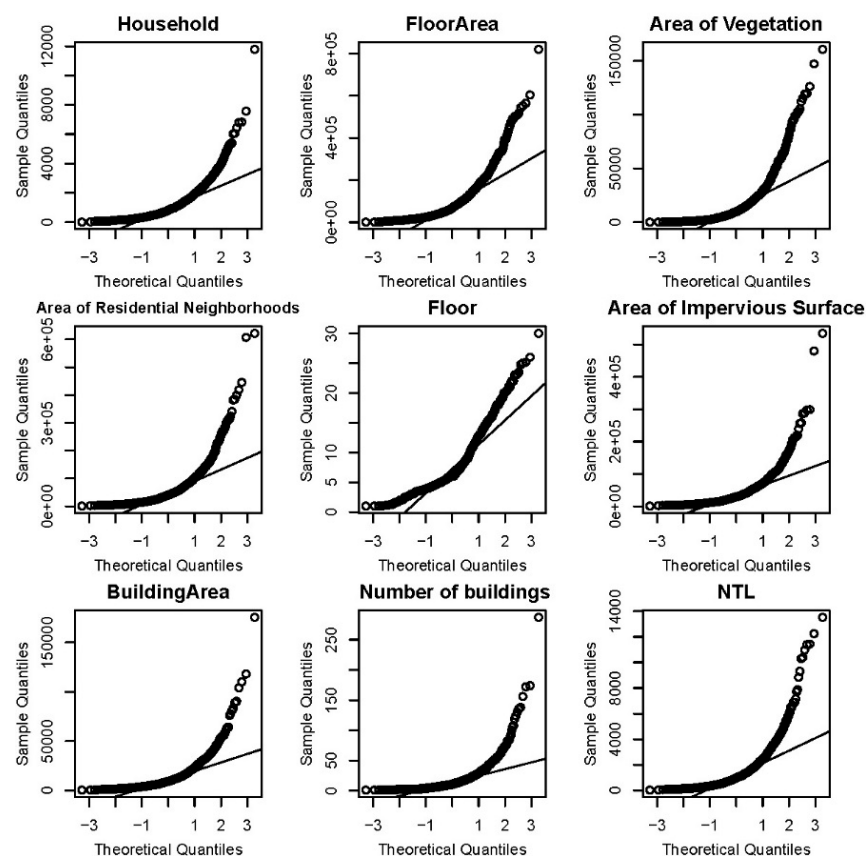 Household
FloorArea
Area of Vegetation
Sample Quantiles
0
4000
8000
12000
−3
−1
1
2
3
Theoretical Quantiles
Sample Quantiles
0e+00
4e+05
8e+05
−3
−1
1
2
3
Theoretical Quantiles
Sample Quantiles
0
50000
150000
−3
−1
1
2
3
Theoretical Quantiles
Area of Residential Neighborhoods
Floor
Area of Impervious Surface
Sample Quantiles
0e+00
3e+05
6e+05
−3
−1
1
2
3
Theoretical Quantiles
Sample Quantiles
0
5
10
20
30
−3
−1
1
2
3
Theoretical Quantiles
Sample Quantiles
0e+00
2e+05
4e+05
−3
−1
1
2
3
Theoretical Quantiles
BuildingArea
Number of buildings
NTL
Sample Quantiles
0
50000
150000
−3
−1
1
2
3
Theoretical Quantiles
Sample Quantiles
0
50
150
250
−3
−1
1
2
3
Theoretical Quantiles
Sample Quantiles
0
4000
8000
14000
−3
−1
1
2
3
Theoretical Quantiles